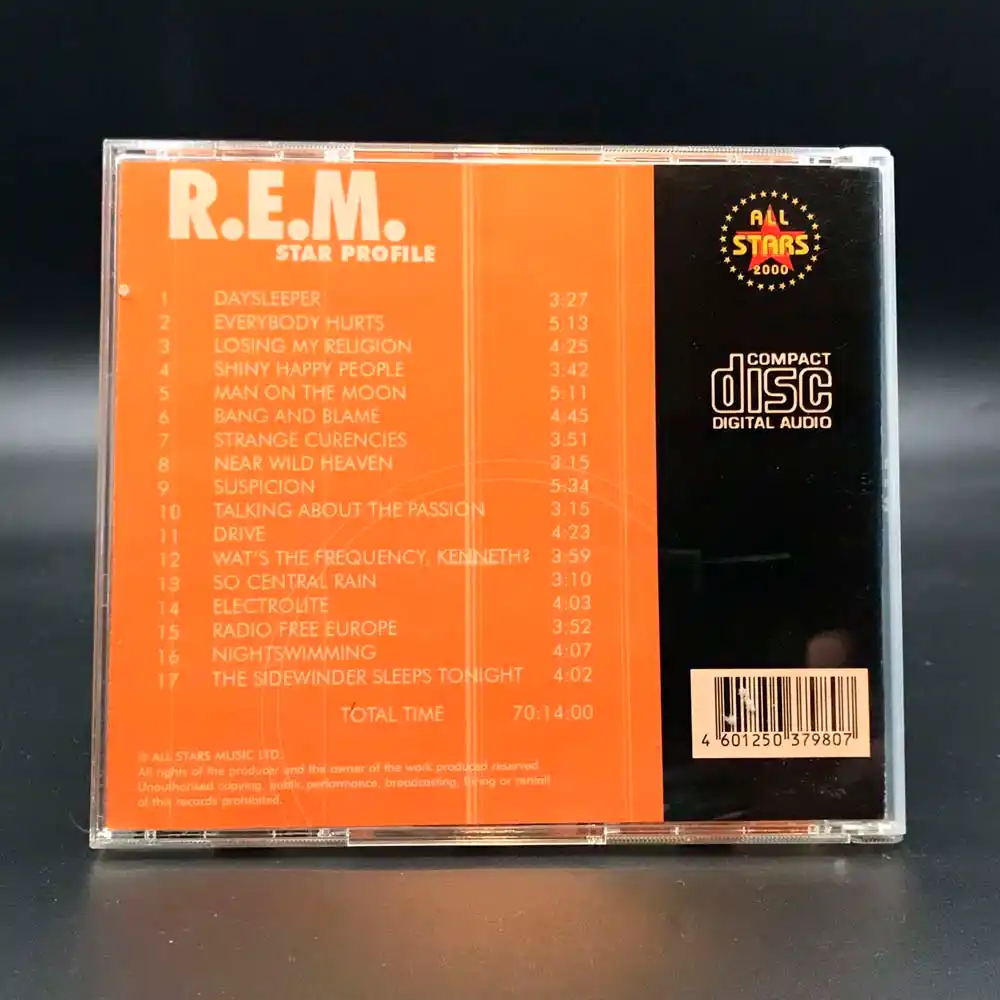 R.E.M.
STAR PROFILE
1 DAYSLEEPER 3:27
2 EVERYBODY HURTS 5:13
3 LOSING MY RELIGION 4:25
4 SHINY HAPPY PEOPLE 3:42
5 MAN ON THE MOON 5:11
6 BANG AND BLAME 4:45
7 STRANGE CURENCIES 3:51
8 NEAR WILD HEAVEN 3:15
9 SUSPICION 5:34
10 TALKING ABOUT THE PASSION 3:15
11 DRIVE 4:23
12 WAT'S THE FREQUENCY, KENNETH? 3:59
13 SO CENTRAL RAIN 3:10
14 ELECTROLITE 4:03
15 RADIO FREE EUROPE 3:52
16 NIGHTSWIMMING 4:07
17 THE SIDEWINDER SLEEPS TONIGHT 4:02
TOTAL TIME 70:14:00
© ALL STARS MUSIC LTD.
All rights of the producer and the owner of the work produced reserved.
Unauthorised copying, public performance, broadcasting, hiring or rentall
of this records prohibited.
ALL
STARS
2000
COMPACT
disc
DIGITAL AUDIO
4 601250 379807